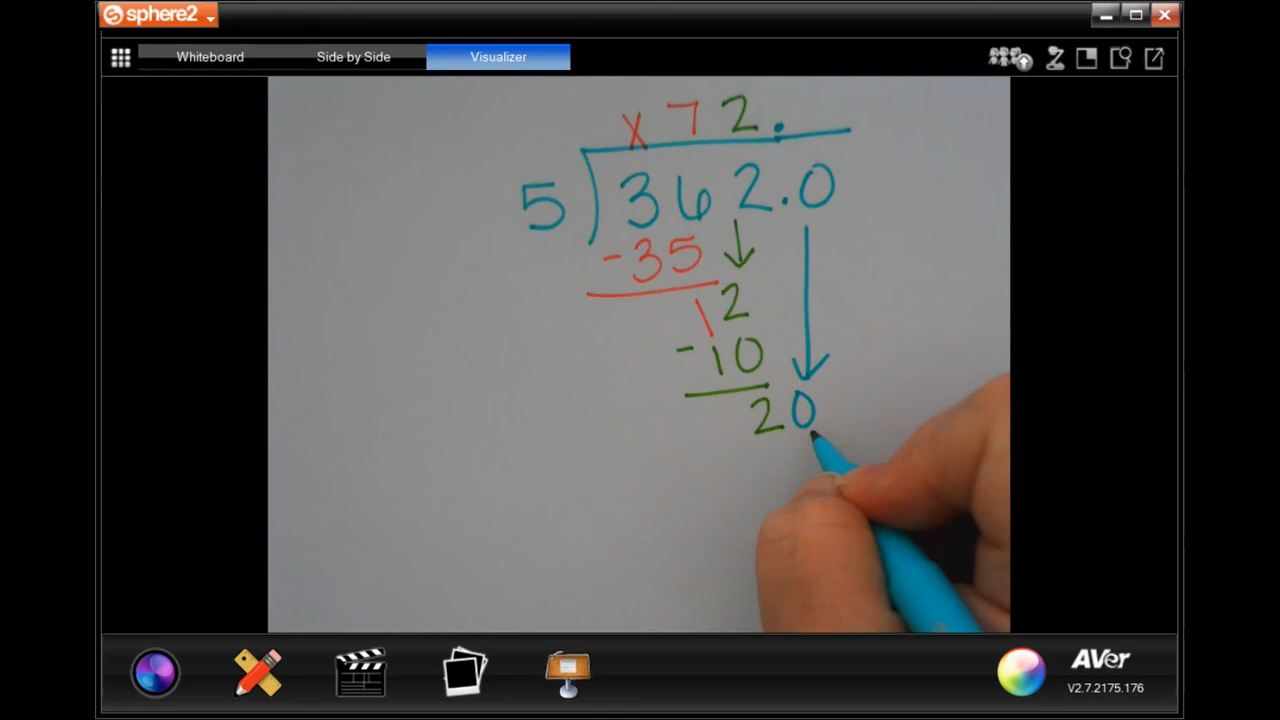 sphere2
Whiteboard Side by Side Visualizer
x 7 2 .
5 ) 3 6 2 . 0
- 3 5
1 2
- 1 0
2 0
AVer
V2.7.2175.176